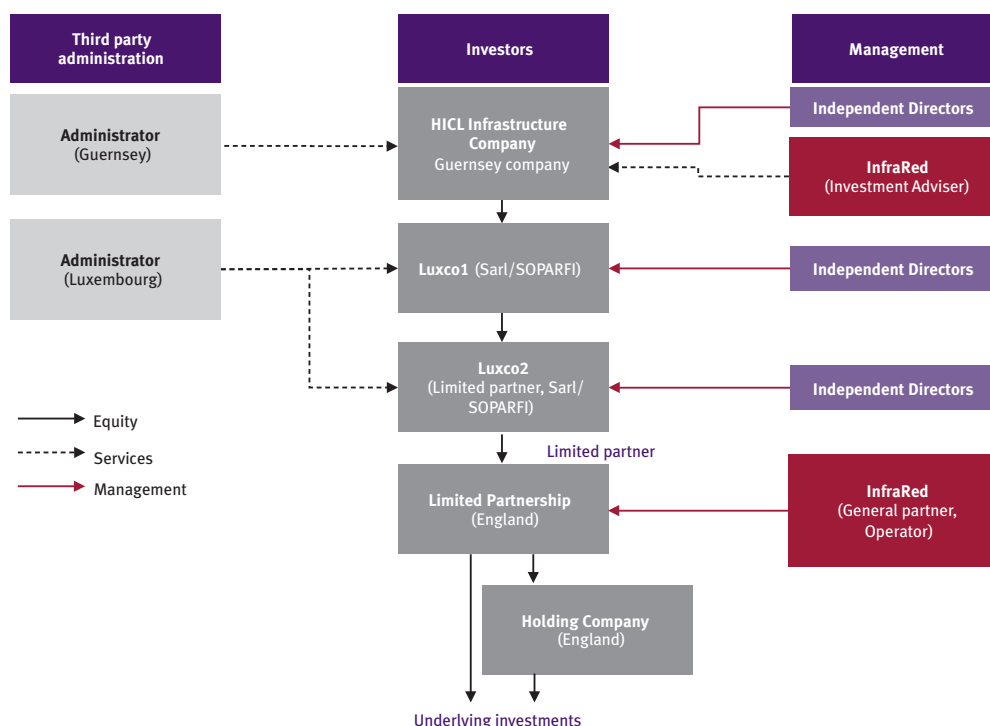 Third party
administration
Investors
Management
Administrator
(Guernsey)
HICL Infrastructure
Company
Guernsey company
Independent Directors
InfraRed
(Investment Adviser)
Administrator
(Luxembourg)
Luxco1 (Sarl/SOPARFI)
Independent Directors
Luxco2
(Limited partner, Sarl/
SOPARFI)
Independent Directors
Equity
Services
Management
Limited partner
Limited Partnership
(England)
InfraRed
(General partner,
Operator)
Holding Company
(England)
Underlying investments